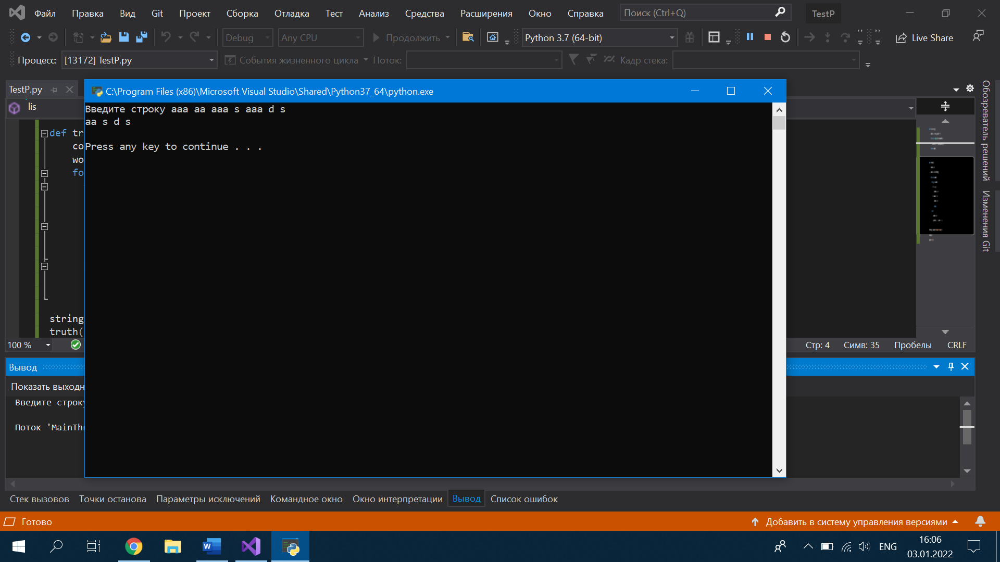 Файл Правка Вид Git Проект Сборка Отладка Тест Анализ Средства Расширения Окно Справка Поиск (Ctrl+Q) TestP
Debug Any CPU Продолжить Python 3.7 (64-bit) Live Share
Процесс: [13172] TestP.py События жизненного цикла Поток: Кадр стека:
TestP.py
C:\Program Files (x86)\Microsoft Visual Studio\Shared\Python37_64\python.exe
lis
Введите строку aaa aa aaa s aaa d s
aa s d s
Press any key to continue . . .
def tr
co
wo
fo
string
truth(
Обозреватель решений
Изменения Git
100 % Стр: 4 Симв: 35 Пробелы CRLF
Вывод
Показать выходн
Введите строку
Поток 'MainThr
Стек вызовов Точки останова Параметры исключений Командное окно Окно интерпретации Вывод Список ошибок
Готово Добавить в систему управления версиями
ENG 16:06
03.01.2022